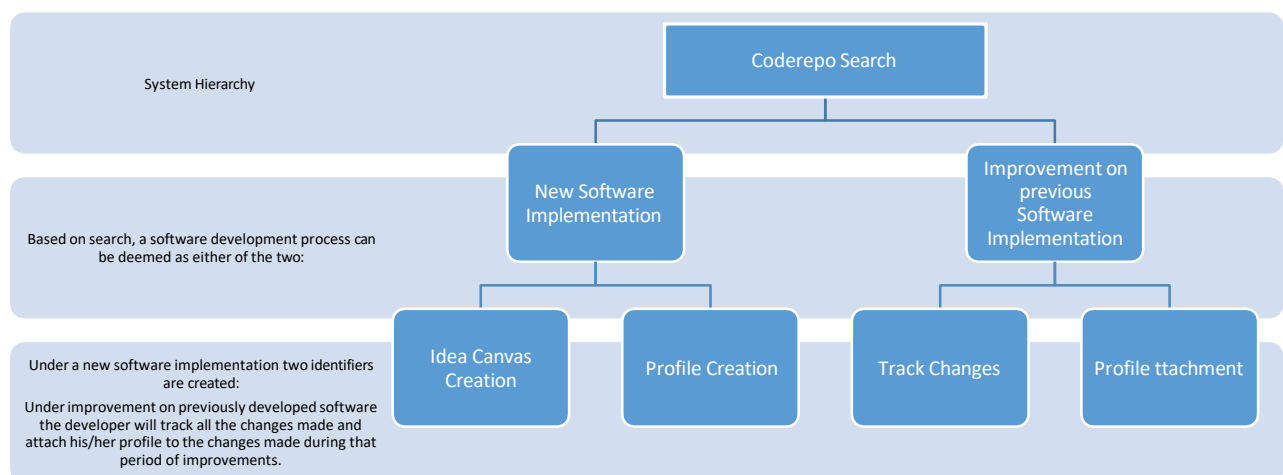 Coderepo Search
System Hierarchy
New Software
Implementation
Improvement on
previous
Software
Implementation
Based on search, a software development process can
be deemed as either of the two:
Idea Canvas
Creation
Profile Creation
Track Changes
Profile ttachment
Under a new software implementation two identifiers
are created:
Under improvement on previously developed software
the developer will track all the changes made and
attach his/her profile to the changes made during that
period of improvements.